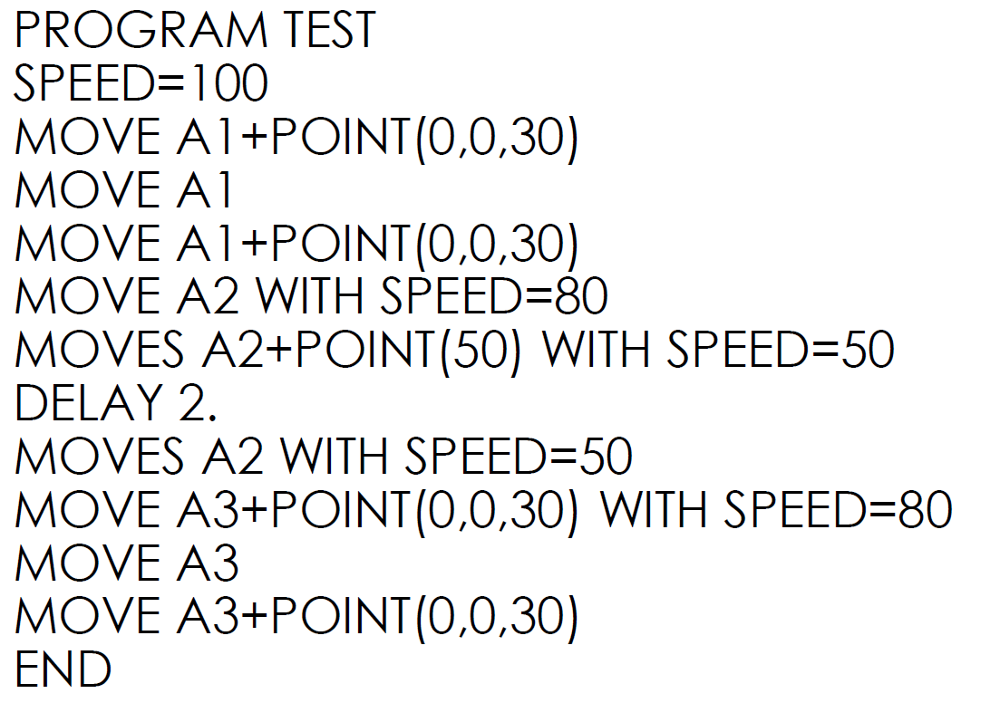 PROGRAM TEST
SPEED=100
MOVE A1+POINT(0,0,30)
MOVE A1
MOVE A1+POINT(0,0,30)
MOVE A2 WITH SPEED=80
MOVES A2+POINT(50) WITH SPEED=50
DELAY 2.
MOVES A2 WITH SPEED=50
MOVE A3+POINT(0,0,30) WITH SPEED=80
MOVE A3
MOVE A3+POINT(0,0,30)
END